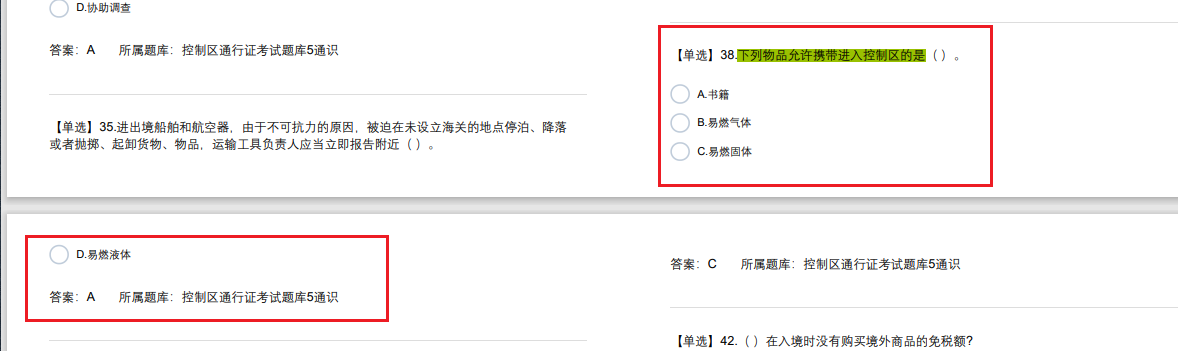 D.协助调查
答案：A 所属题库：控制区通行证考试题库5通识
【单选】35.进出境船舶和航空器，由于不可抗力的原因，被迫在未设立海关的地点停泊、降落
或者抛掷、起卸货物、物品，运输工具负责人应当立即报告附近（ ）。
【单选】38.下列物品允许携带进入控制区的是（ ）。
A.书籍
B.易燃气体
C.易燃固体
D.易燃液体
答案：A 所属题库：控制区通行证考试题库5通识
答案：C 所属题库：控制区通行证考试题库5通识
【单选】42.（ ）在入境时没有购买境外商品的免税额?